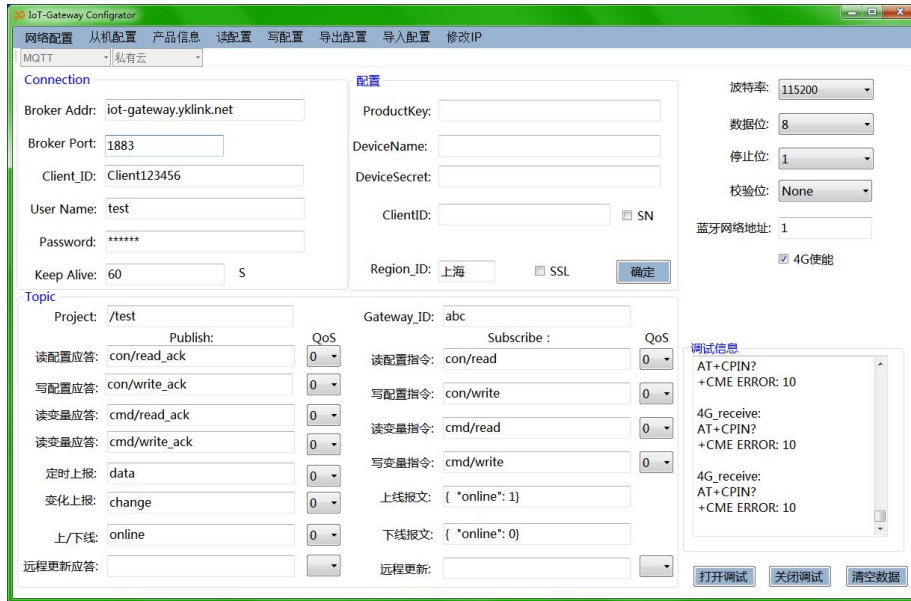 IoT-Gateway Configrator
网络配置 从机配置 产品信息 读配置 写配置 导出配置 导入配置 修改IP
MQTT 私有云
Connection
Broker Addr: iot-gateway.yklink.net
Broker Port: 1883
Client_ID: Client123456
User Name: test
Password: ******
Keep Alive: 60 S
配置
ProductKey:
DeviceName:
DeviceSecret:
ClientID: SN
Region_ID: 上海 SSL 确定
波特率: 115200
数据位: 8
停止位: 1
校验位: None
蓝牙网络地址: 1
4G使能
Topic
Project: /test Gateway_ID: abc
Publish: QoS Subscribe : QoS
读配置应答: con/read_ack 0 读配置指令: con/read 0
写配置应答: con/write_ack 0 写配置指令: con/write 0
读变量应答: cmd/read_ack 0 读变量指令: cmd/read 0
读变量应答: cmd/write_ack 0 写变量指令: cmd/write 0
定时上报: data 0 上线报文: { "online": 1}
变化上报: change 0
上/下线: online 0 下线报文: { "online": 0}
远程更新应答: 远程更新:
调试信息
AT+CPIN?
+CME ERROR: 10
4G_receive:
AT+CPIN?
+CME ERROR: 10
4G_receive:
AT+CPIN?
+CME ERROR: 10
打开调试 关闭调试 清空数据